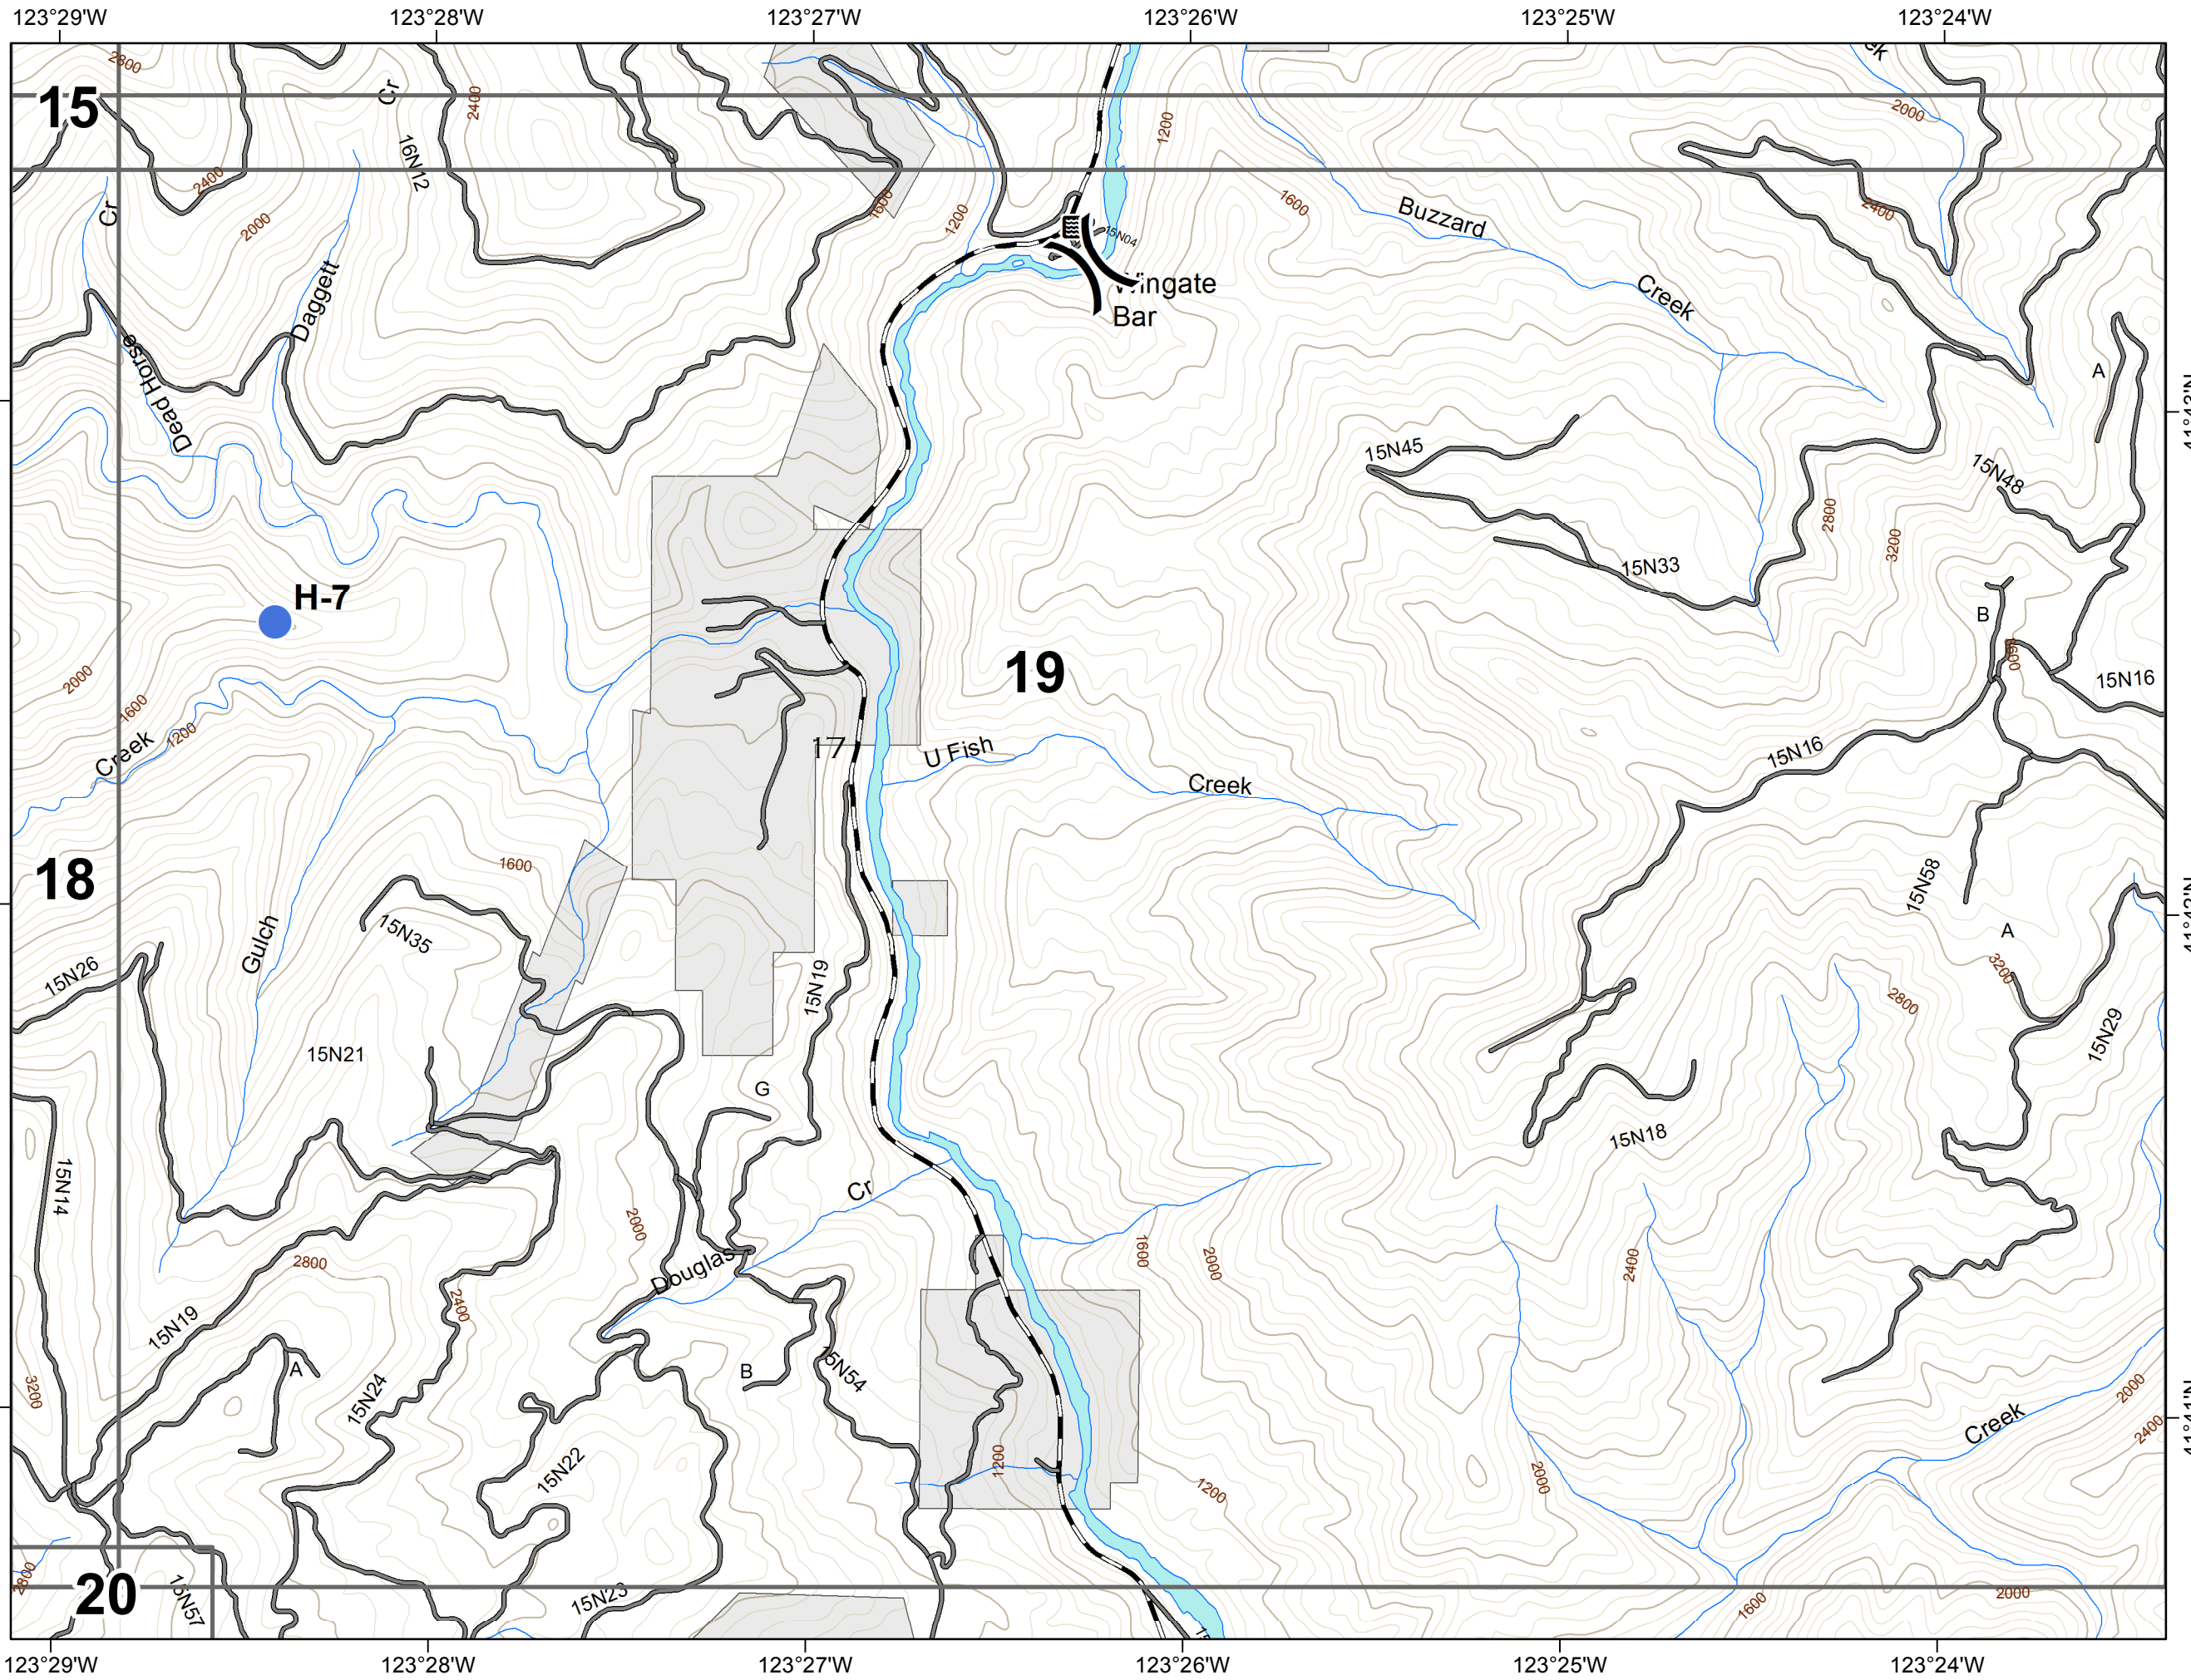 123°29'W
123°28'W
123°27'W
123°26'W
123°25'W
123°24'W
2800
15
Cr
2400
16N12
2400
2000
Cr
1600
1200
1200
15N04
Wingate
Bar
1600
Buzzard
Creek
2000
2400
Daggett
Dead Horse
A
15N45
15N48
2800
3200
15N33
H-7
B
19
2000
1600
1200
Creek
15N16
15N16
17
U Fish
Creek
18
1600
Gulch
15N35
15N26
15N21
15N19
15N58
A
3200
2800
15N29
G
15N18
15N14
Cr
2000
2800
Douglas
1600
2000
2400
2400
15N19
A
15N24
B
15N54
3200
2000
2400
Creek
15N22
1200
1200
2000
2800
20
15N57
15N23
1600
2000
123°29'W
123°28'W
123°27'W
123°26'W
123°25'W
123°24'W